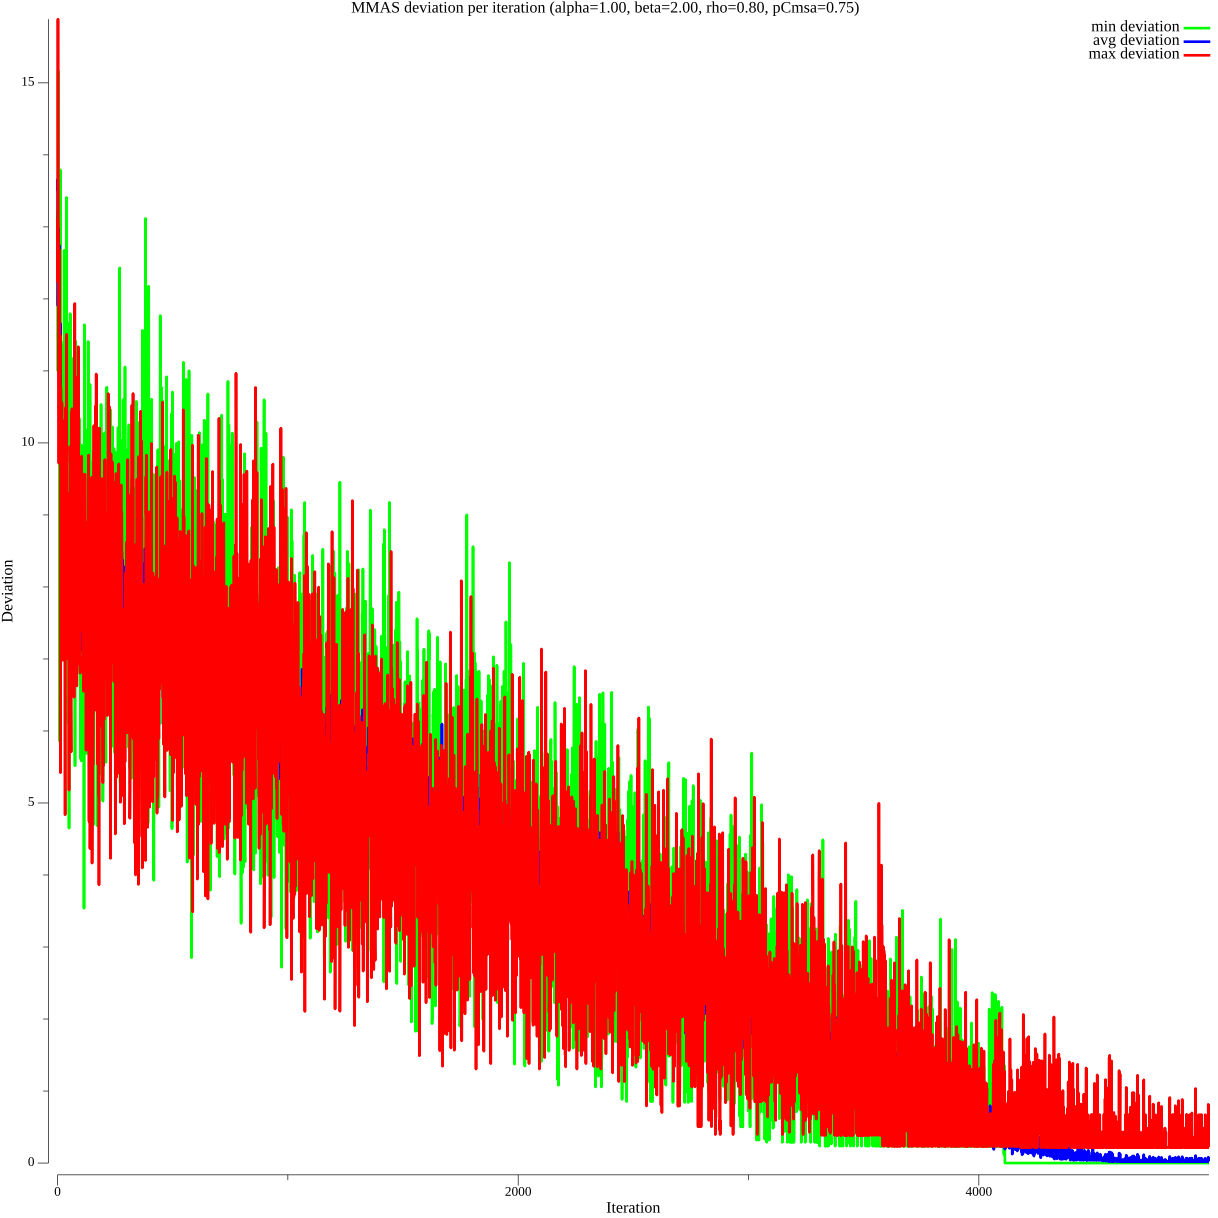 MMAS deviation per iteration (alpha=1.00, beta=2.00, rho=0.80, pCmsa=0.75)
min deviation
avg deviation
max deviation
15
10
5
0
Deviation
0
2000
4000
Iteration